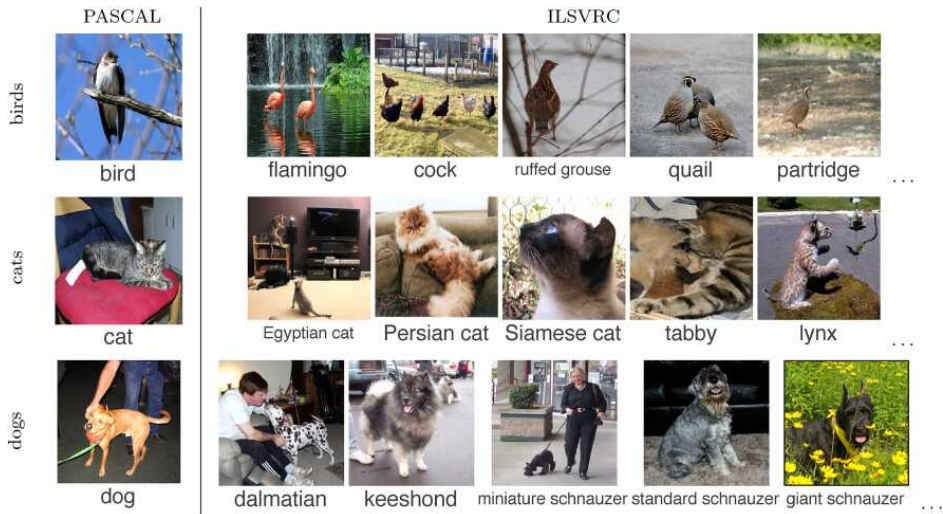 PASCAL
ILSVRC
birds
bird
flamingo
cock
ruffed grouse
quail
partridge
...
cats
cat
Egyptian cat
Persian cat
Siamese cat
tabby
lynx
...
dogs
dog
dalmatian
keeshond
miniature schnauzer
standard schnauzer
giant schnauzer
...